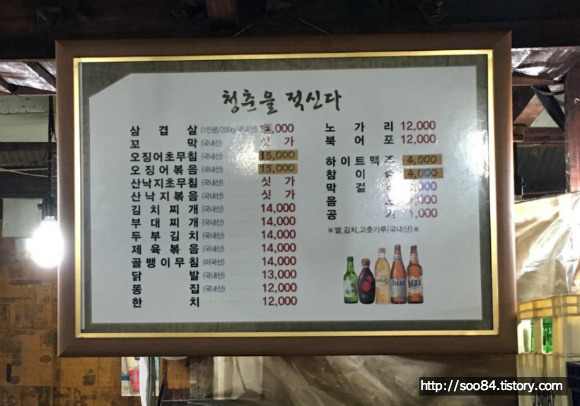 청춘을 적신다
삼겹살 (1인분/200g/국내산) 12,000
꼬막 (국내산) 싯가
오징어초무침 (국내산) 15,000
오징어볶음 (국내산) 15,000
산낙지초무침 (국내산) 싯가
산낙지볶음 (국내산) 싯가
김치찌개 (국내산) 14,000
부대찌개 (국내산) 14,000
두부김치 (국내산) 14,000
제육볶음 (국내산) 14,000
골뱅이무침 (미국산) 14,000
닭발 (국내산) 13,000
똥집 (국내산) 12,000
한치 12,000
노가리 12,000
북어포 12,000
하이트맥주 4,000
참이슬 4,000
막걸
음
공 1,000
※쌀,김치,고춧가루(국내산)※
http://soo84.tistory.com